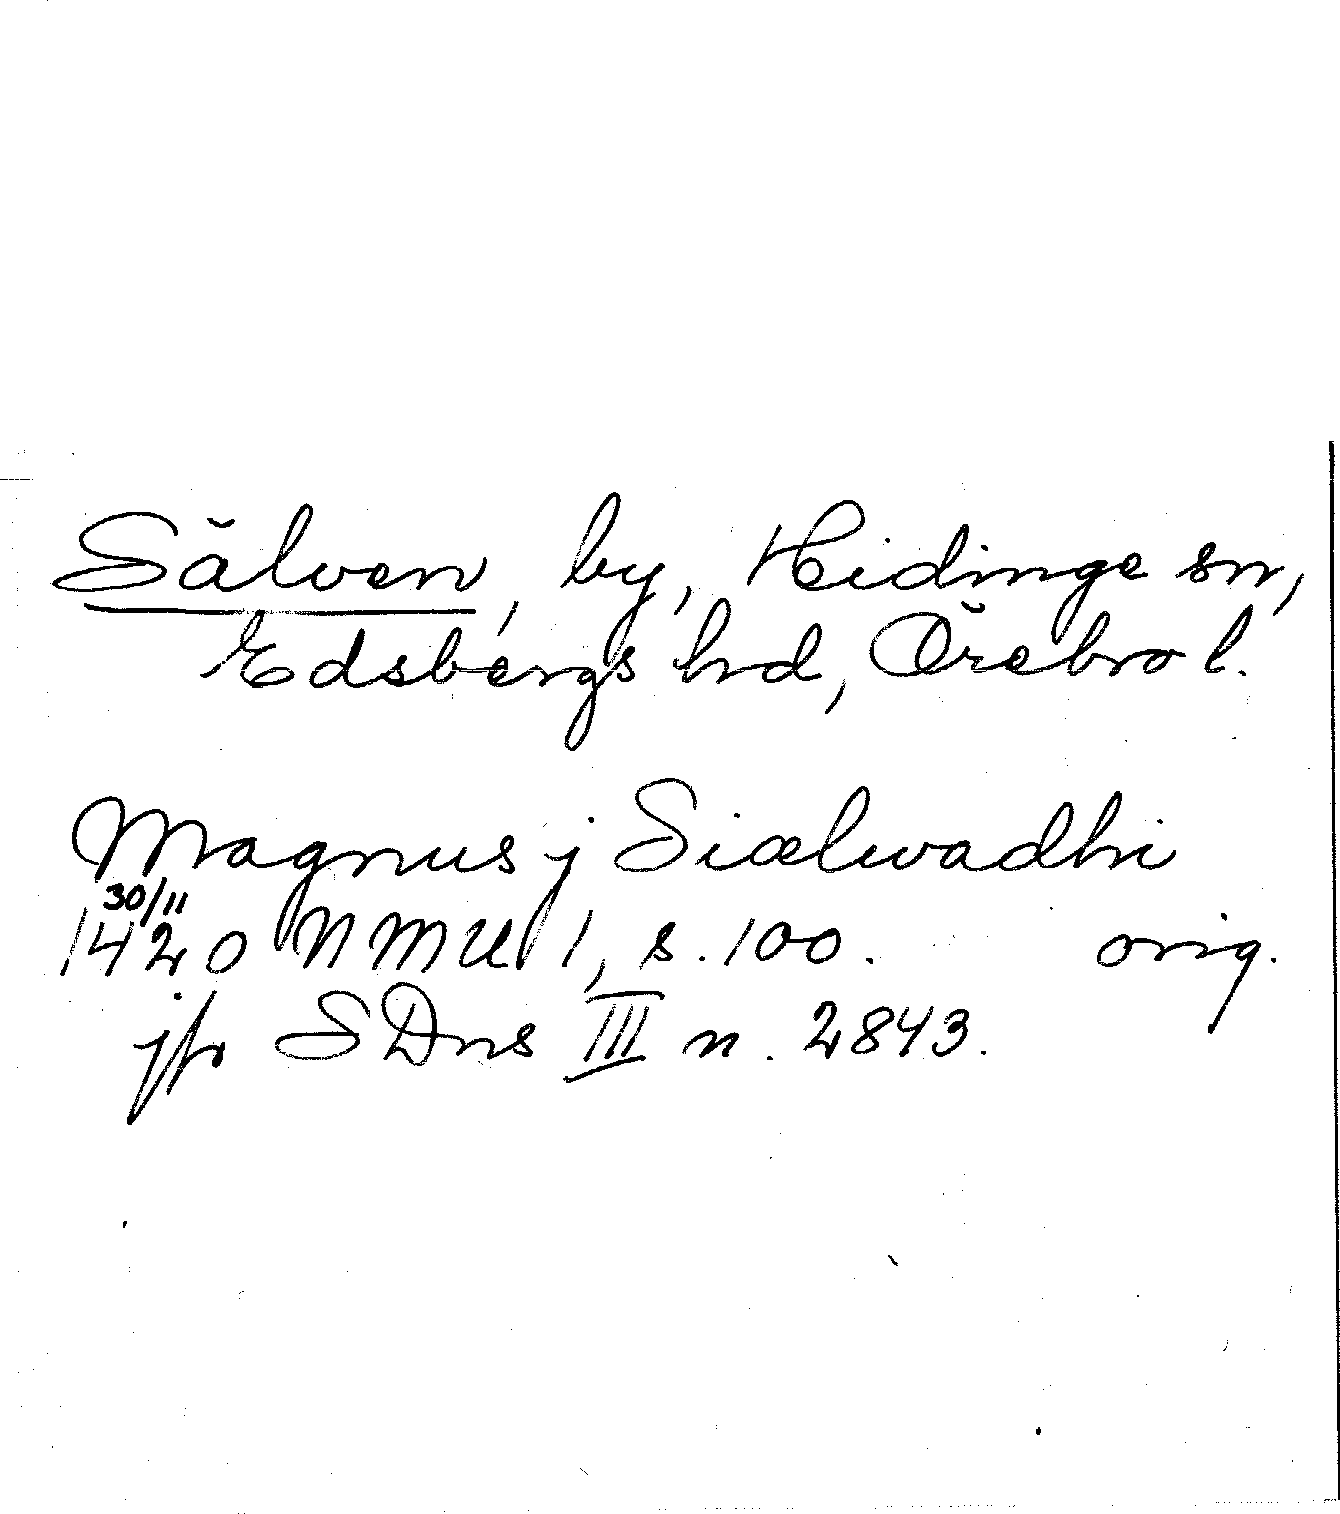 Sälven, by, Hidinge sn,
Edsbergs hd, Örebro l.
Magnus j Siælwadhi
30/11
1420 NMU 1, s. 100. orig.
jfr SDns III n. 2843.